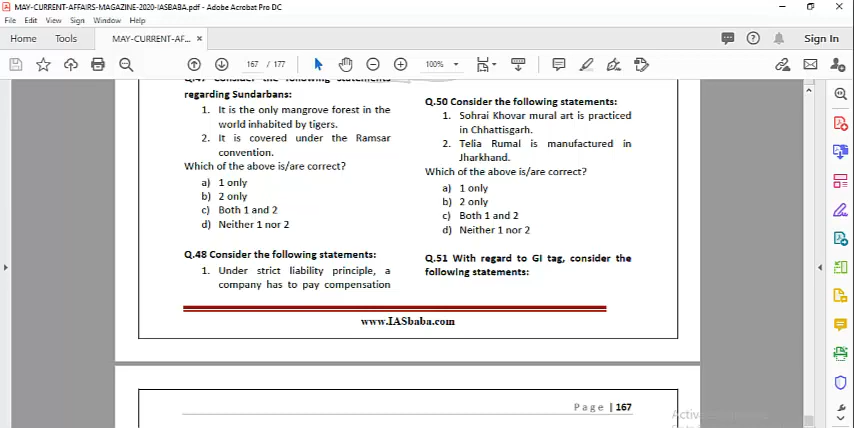 MAY-CURRENT-AFFAIRS-MAGAZINE-2020-IASBABA.pdf - Adobe Acrobat Pro DC
File Edit View Sign Window Help
Home Tools MAY-CURRENT-AF... × Sign In
167 / 177 100%
Q.47 Consider the following statements
regarding Sundarbans:
1. It is the only mangrove forest in the
world inhabited by tigers.
2. It is covered under the Ramsar
convention.
Which of the above is/are correct?
a) 1 only
b) 2 only
c) Both 1 and 2
d) Neither 1 nor 2
Q.48 Consider the following statements:
1. Under strict liability principle, a
company has to pay compensation
Q.50 Consider the following statements:
1. Sohrai Khovar mural art is practiced
in Chhattisgarh.
2. Telia Rumal is manufactured in
Jharkhand.
Which of the above is/are correct?
a) 1 only
b) 2 only
c) Both 1 and 2
d) Neither 1 nor 2
Q.51 With regard to GI tag, consider the
following statements:
www.IASbaba.com
Page | 167